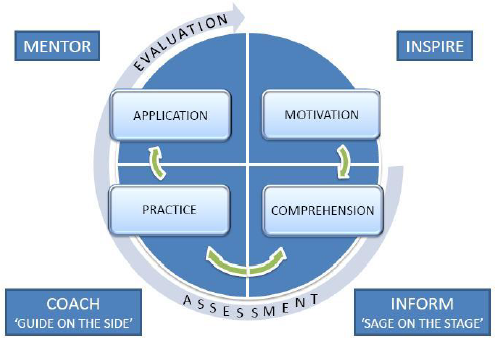 MENTOR
EVALUATION
INSPIRE
APPLICATION
MOTIVATION
PRACTICE
COMPREHENSION
ASSESSMENT
COACH
‘GUIDE ON THE SIDE’
INFORM
‘SAGE ON THE STAGE’